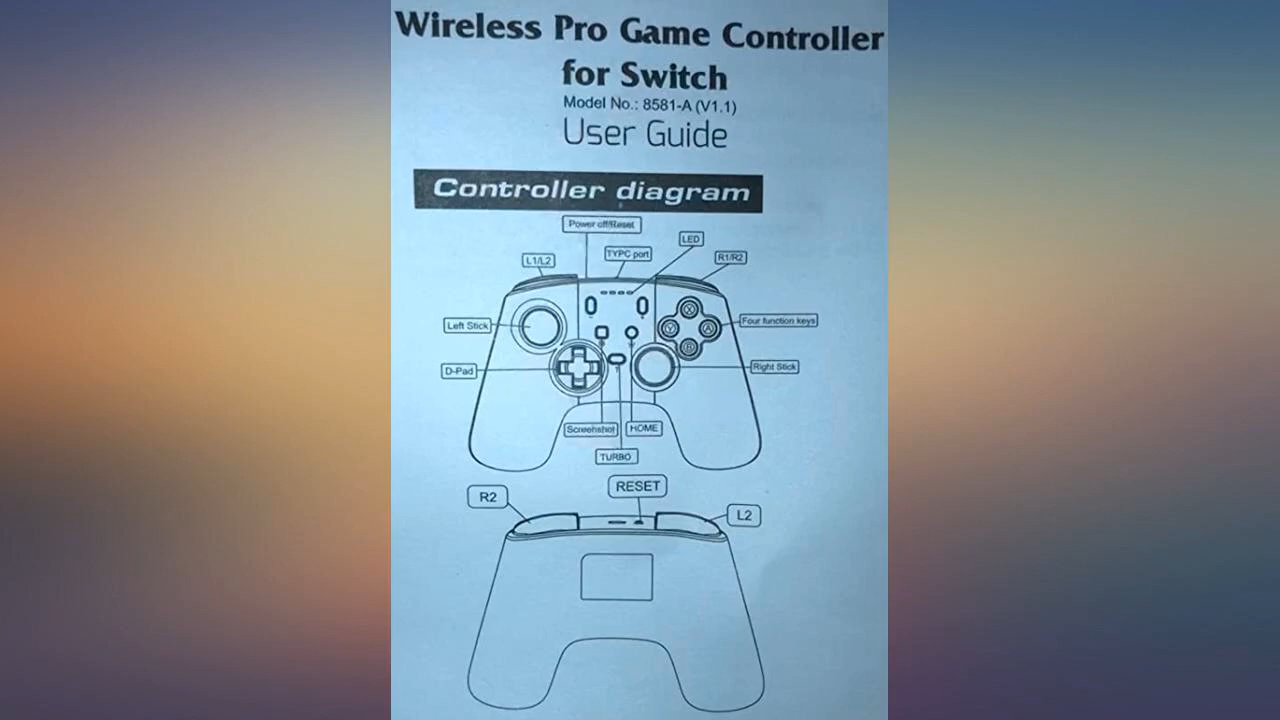 Wireless Pro Game Controller
for Switch
Model No.: 8581-A (V1.1)
User Guide
Controller diagram
Power off/Reset
LED
TYPC port
L1/L2
R1/R2
X
Left Stick
Four function keys
Y
A
B
D-Pad
Right Stick
Screehshot
HOME
TURBO
RESET
R2
L2